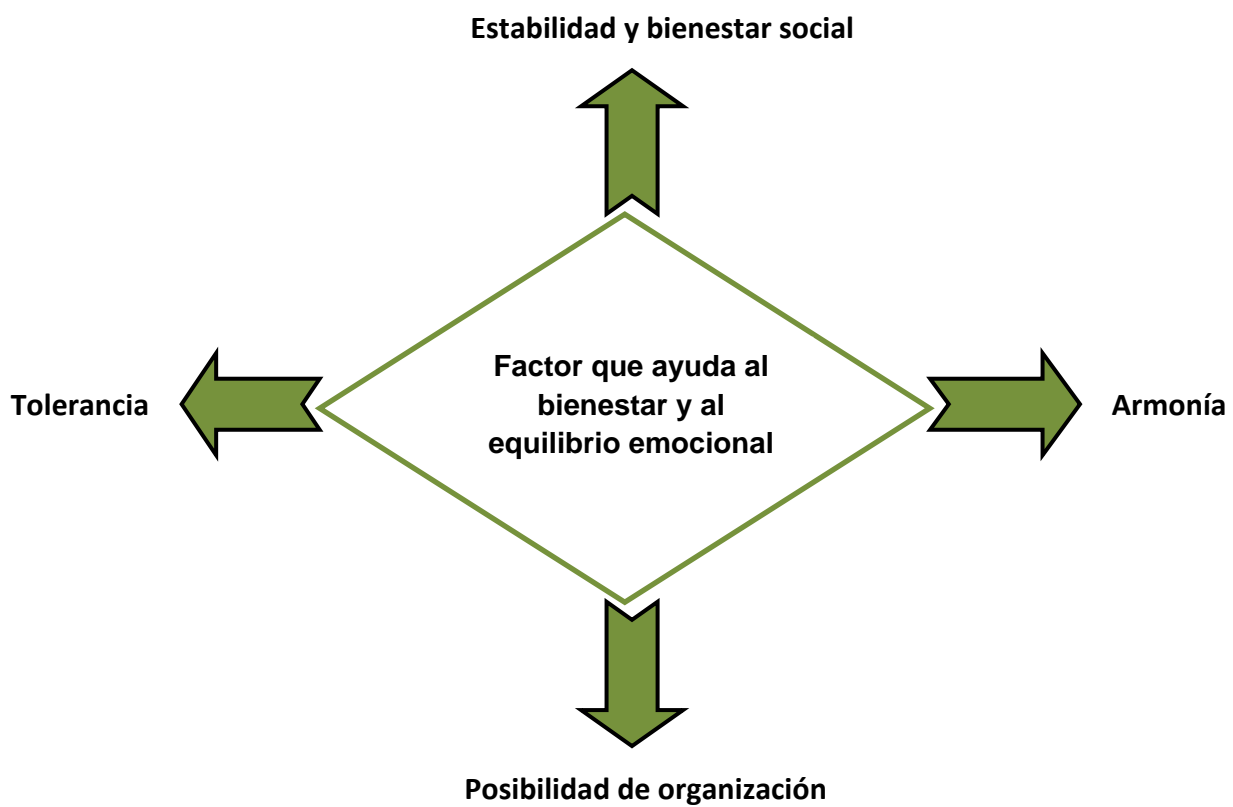 Estabilidad y bienestar social
Factor que ayuda al
bienestar y al
equilibrio emocional
Tolerancia
Armonía
Posibilidad de organización